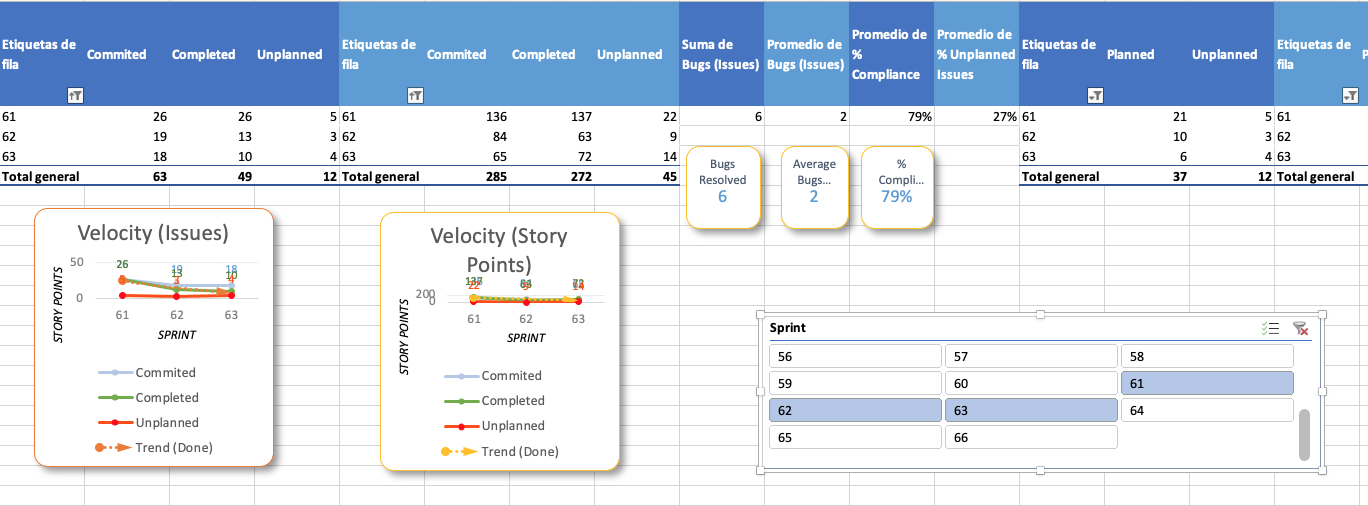 Etiquetas de fila Commited Completed Unplanned Etiquetas de fila Commited Completed Unplanned Suma de Bugs (Issues) Promedio de Bugs (Issues) Promedio de % Compliance Promedio de % Unplanned Issues Etiquetas de fila Planned Unplanned Etiquetas de fila P
61 26 26 5 61 136 137 22 6 2 79% 27% 61 21 5 61
62 19 13 3 62 84 63 9 62 10 3 62
63 18 10 4 63 65 72 14 63 6 4 63
Total general 63 49 12 Total general 285 272 45 Total general 37 12 Total general
Bugs Resolved
6
Average Bugs...
2
% Compli...
79%
Velocity (Issues)
STORY POINTS
50
0
26
19
13
3
18
10
4
61 62 63
SPRINT
Commited
Completed
Unplanned
Trend (Done)
Velocity (Story
Points)
STORY POINTS
200
0
137
22
72
14
61 62 63
SPRINT
Commited
Completed
Unplanned
Trend (Done)
Sprint
56 57 58
59 60 61
62 63 64
65 66